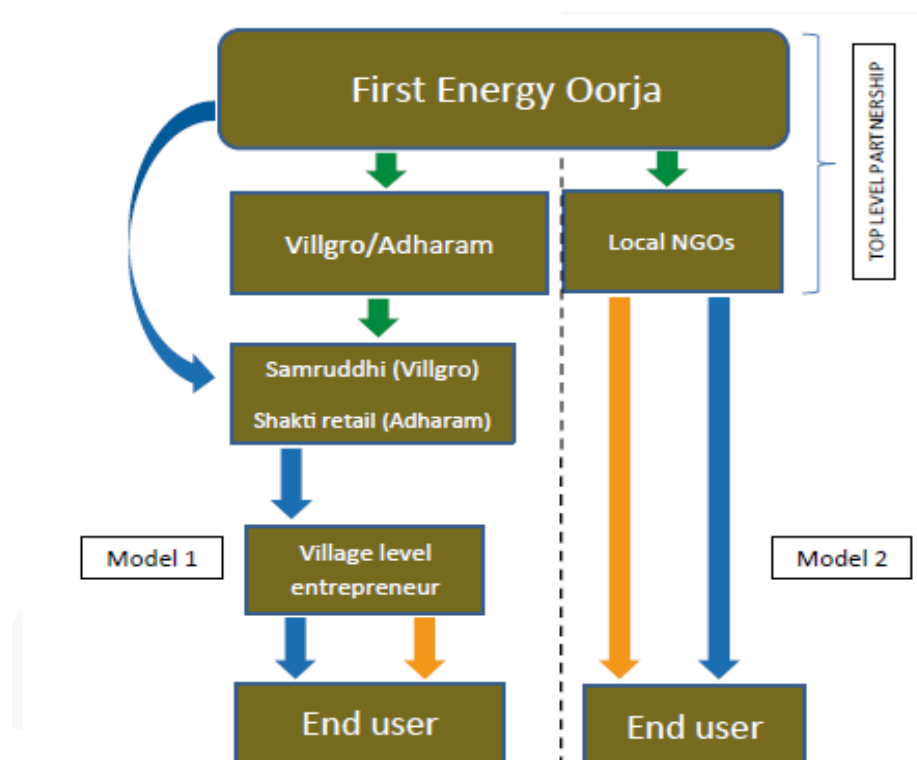 First Energy Oorja
TOP LEVEL PARTNERSHIP
Villgro/Adharam
Local NGOs
Samruddhi (Villgro)
Shakti retail (Adharam)
Model 1
Village level
entrepreneur
Model 2
End user
End user